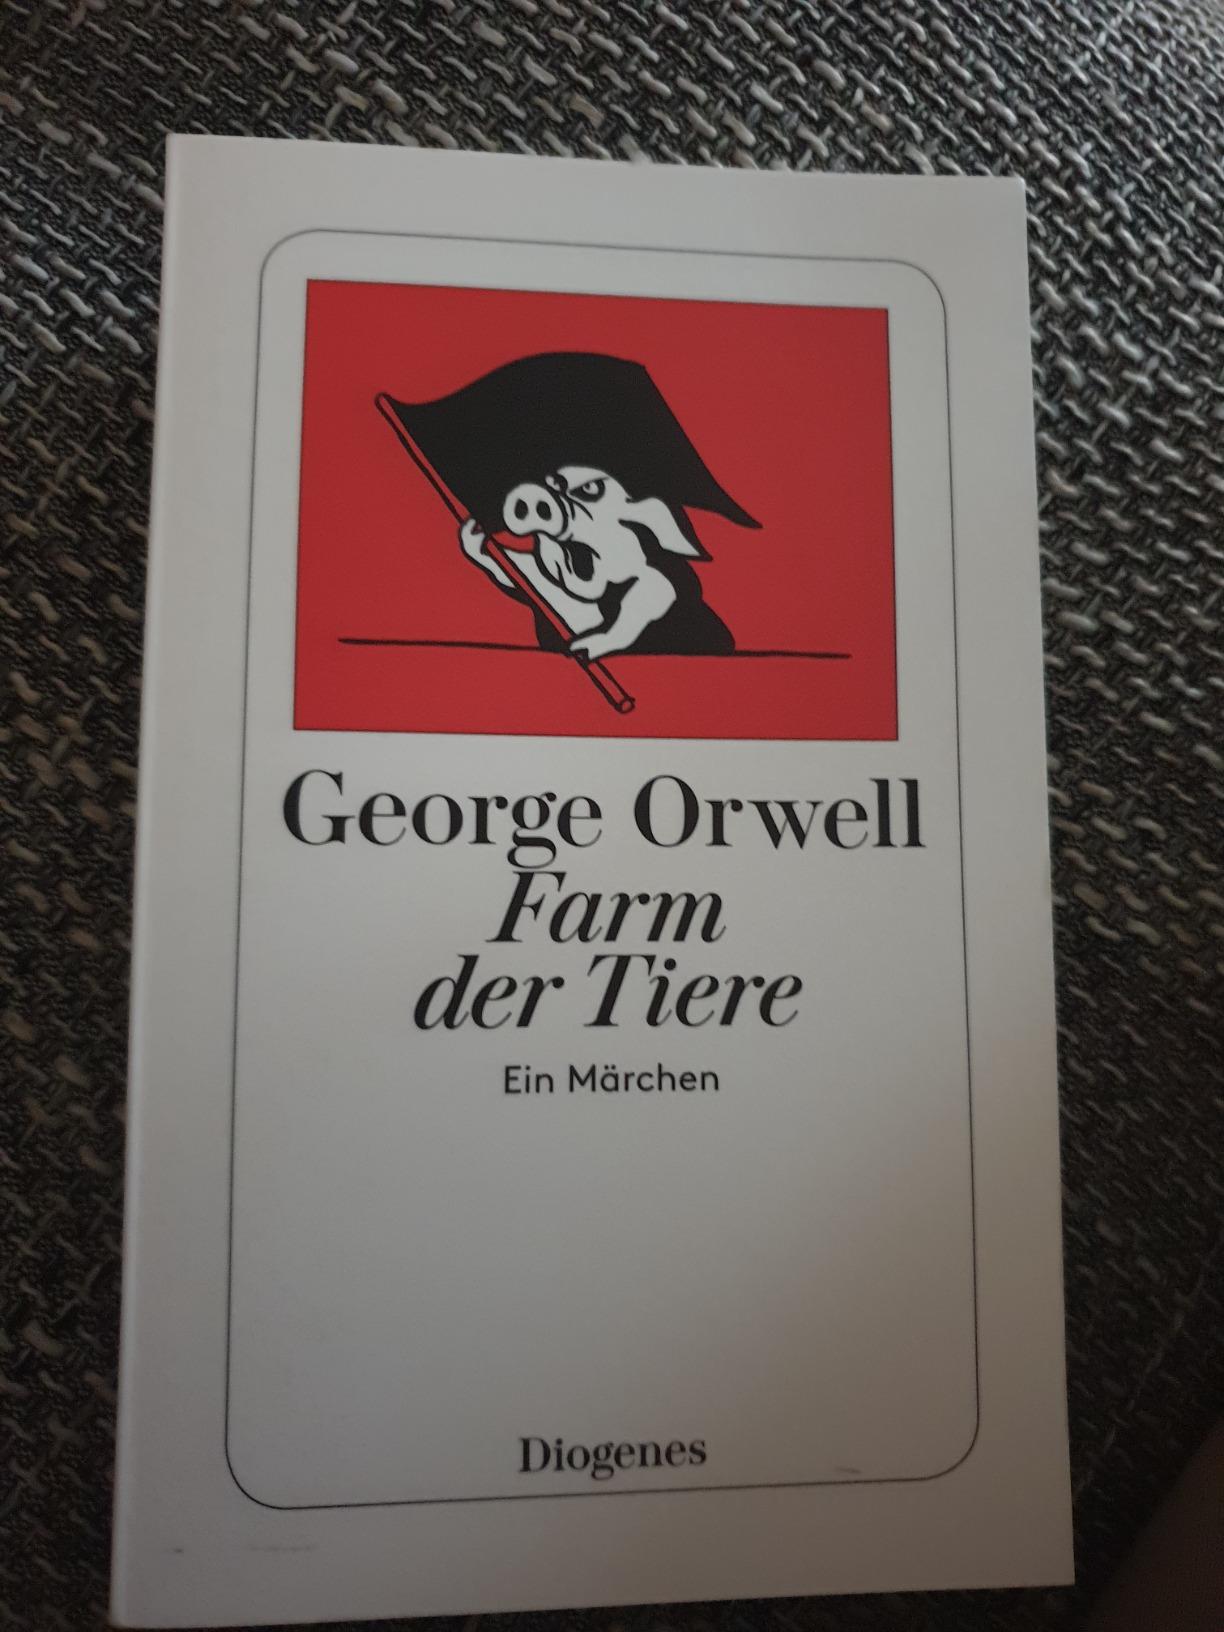 George Orwell
Farm
der Tiere
Ein Märchen
Diogenes